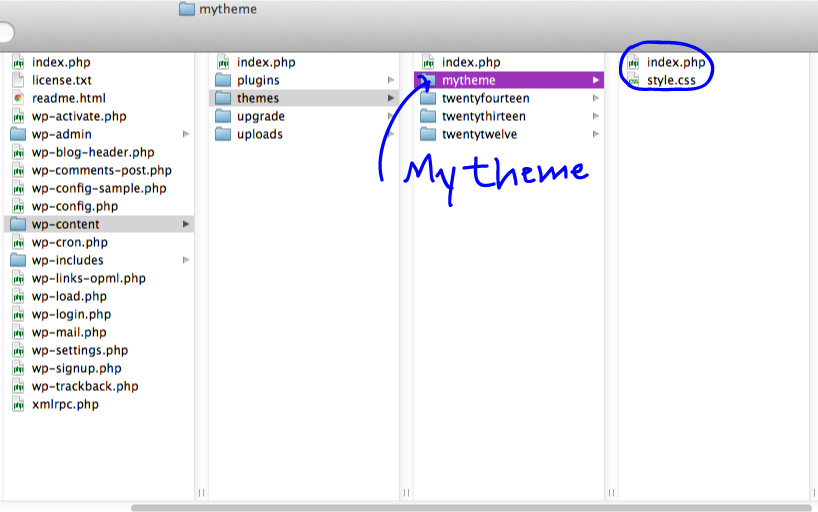 mytheme
index.php
license.txt
readme.html
wp-activate.php
wp-admin
wp-blog-header.php
wp-comments-post.php
wp-config-sample.php
wp-config.php
wp-content
wp-cron.php
wp-includes
wp-links-opml.php
wp-load.php
wp-login.php
wp-mail.php
wp-settings.php
wp-signup.php
wp-trackback.php
xmlrpc.php
index.php
plugins
themes
upgrade
uploads
index.php
mytheme
twentyfourteen
twentythirteen
twentytwelve
My theme
index.php
style.css